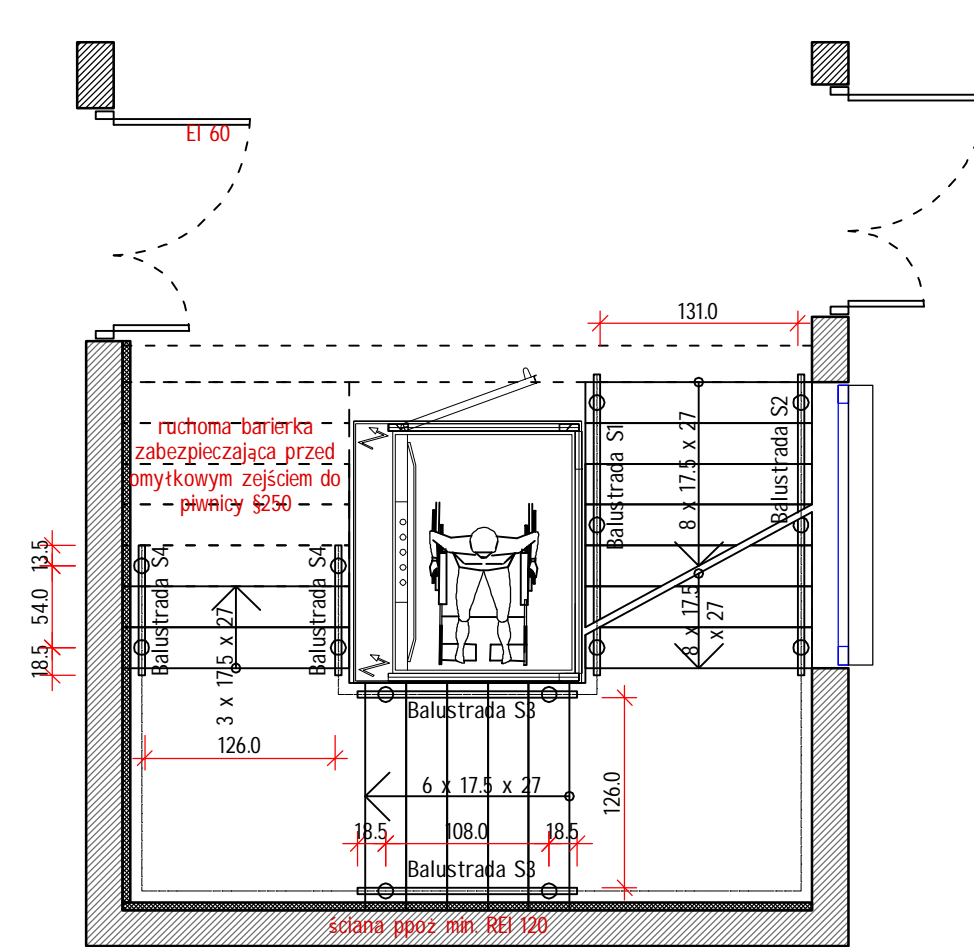 EI 60
131.0
ruchoma barierka
zabezpieczająca przed
omyłkowym zejściem do
piwnicy §250
Balustrada S1
8 x 17.5 x 27
Balustrada S2
8 x 17.5
x 27
13.5
54.0
18.5
Balustrada S4
3 x 17.5 x 27
Balustrada S4
126.0
Balustrada S3
6 x 17.5 x 27
126.0
18.5
108.0
18.5
Balustrada S3
ściana ppoż min. REI 120